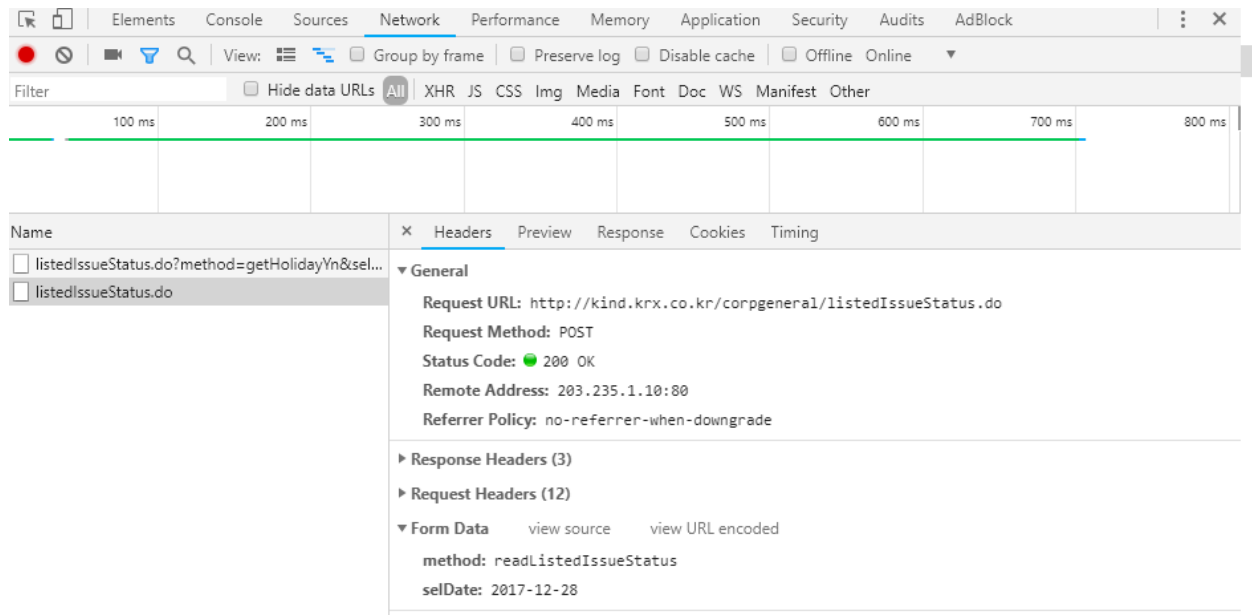 Elements Console Sources Network Performance Memory Application Security Audits AdBlock
View: Group by frame Preserve log Disable cache Offline Online
Filter Hide data URLs All XHR JS CSS Img Media Font Doc WS Manifest Other
100 ms 200 ms 300 ms 400 ms 500 ms 600 ms 700 ms 800 ms
Name
listedIssueStatus.do?method=getHolidayYn&sel...
listedIssueStatus.do
× Headers Preview Response Cookies Timing
General
Request URL: http://kind.krx.co.kr/corpgeneral/listedIssueStatus.do
Request Method: POST
Status Code: 200 OK
Remote Address: 203.235.1.10:80
Referrer Policy: no-referrer-when-downgrade
Response Headers (3)
Request Headers (12)
Form Data view source view URL encoded
method: readListedIssueStatus
selDate: 2017-12-28